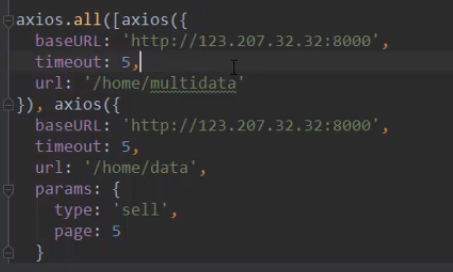 axios.all([axios({
  baseURL: 'http://123.207.32.32:8000',
  timeout: 5,
  url: '/home/multidata'
}), axios({
  baseURL: 'http://123.207.32.32:8000',
  timeout: 5,
  url: '/home/data',
  params: {
    type: 'sell',
    page: 5
  }